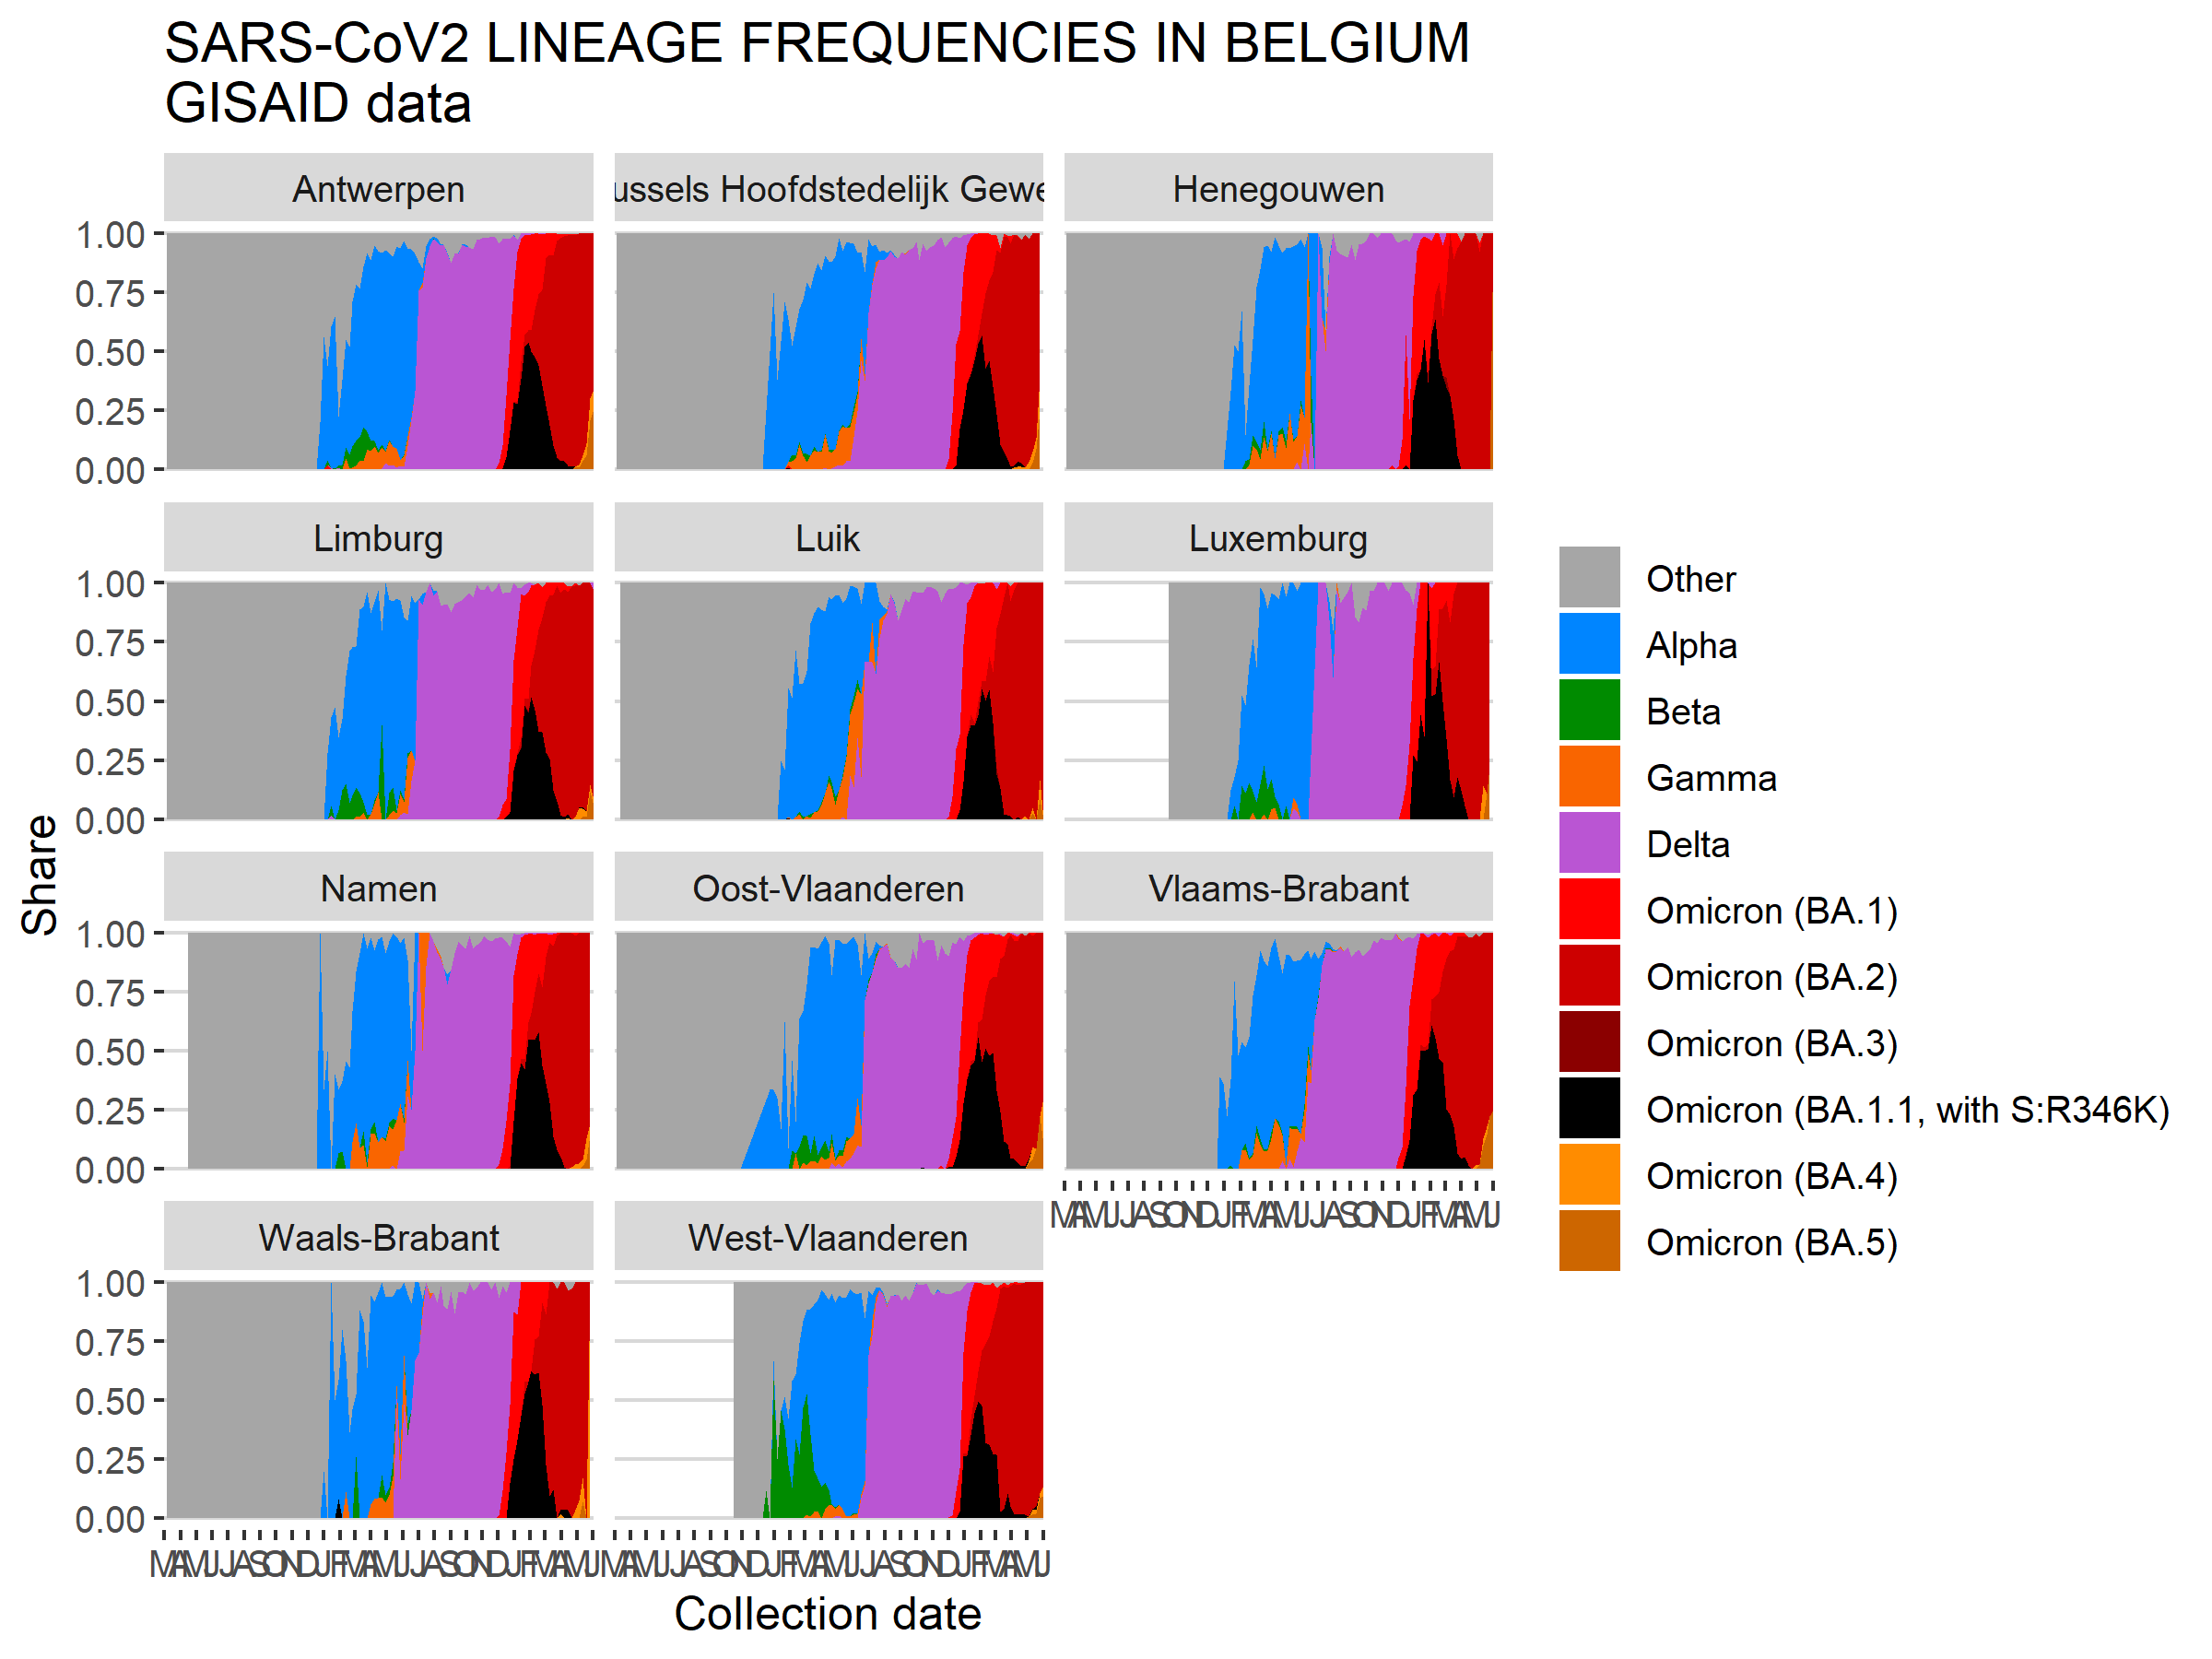 SARS-CoV2 LINEAGE FREQUENCIES IN BELGIUM
GISAID data
Antwerpen
ussels Hoofdstedelijk Gewe
Henegouwen
1.00
0.75
0.50
0.25
0.00
Limburg
Luik
Luxemburg
1.00
0.75
0.50
0.25
0.00
Namen
Oost-Vlaanderen
Vlaams-Brabant
1.00
0.75
0.50
0.25
0.00
M A M J J A S O N D J F M A M J J A S O N D J F M A M J
Waals-Brabant
West-Vlaanderen
1.00
0.75
0.50
0.25
0.00
M A M J J A S O N D J F M A M J J A S O N D J F M A M J
M A M J J A S O N D J F M A M J J A S O N D J F M A M J
Collection date
Share
Other
Alpha
Beta
Gamma
Delta
Omicron (BA.1)
Omicron (BA.2)
Omicron (BA.3)
Omicron (BA.1.1, with S:R346K)
Omicron (BA.4)
Omicron (BA.5)